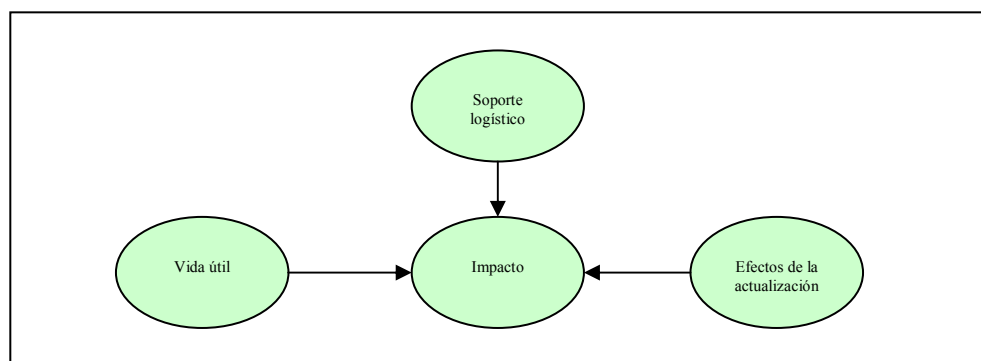 Soporte
logístico
Vida útil
Impacto
Efectos de la
actualización